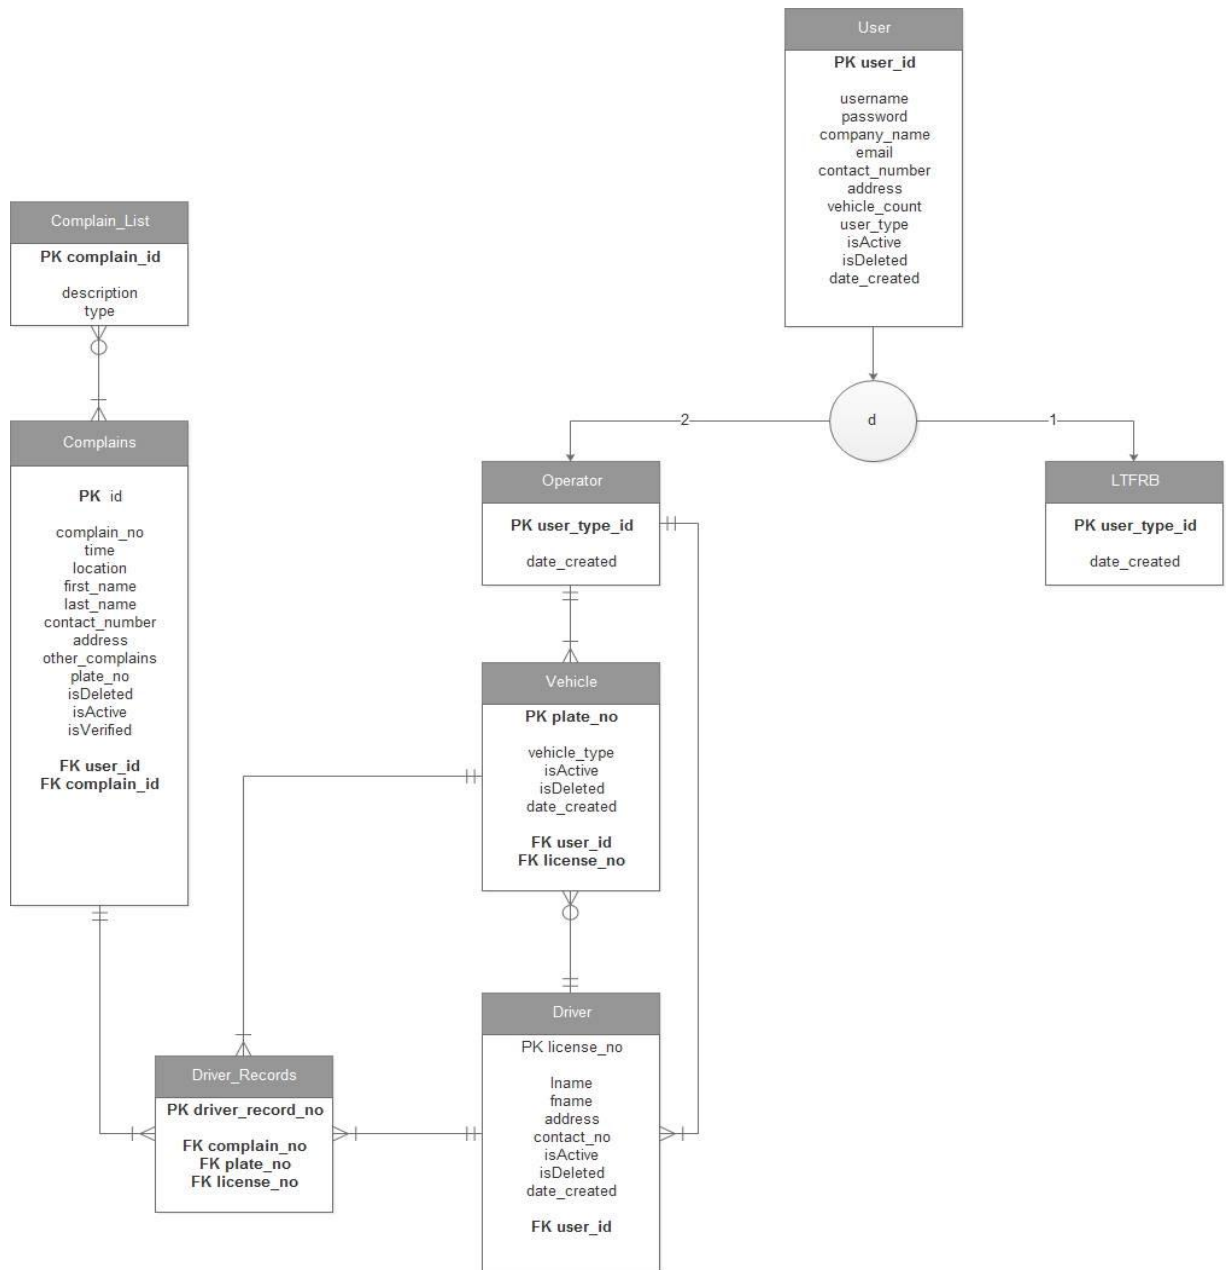 User
PK user_id
username
password
company_name
email
contact_number
address
vehicle_count
user_type
isActive
isDeleted
date_created
Complain_List
PK complain_id
description
type
2
d
1
Complains
PK id
complain_no
time
location
first_name
last_name
contact_number
address
other_complains
plate_no
isDeleted
isActive
isVerified
FK user_id
FK complain_id
Operator
PK user_type_id
date_created
LTFRB
PK user_type_id
date_created
Vehicle
PK plate_no
vehicle_type
isActive
isDeleted
date_created
FK user_id
FK license_no
Driver
PK license_no
lname
fname
address
contact_no
isActive
isDeleted
date_created
FK user_id
Driver_Records
PK driver_record_no
FK complain_no
FK plate_no
FK license_no